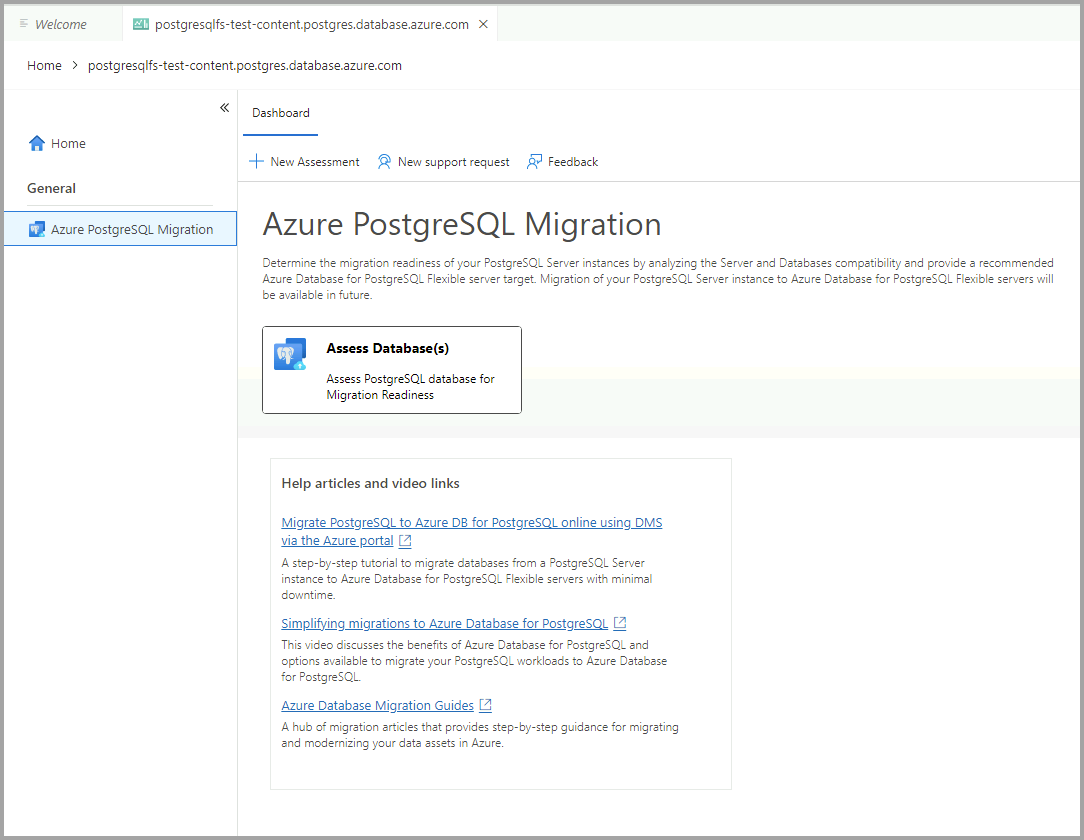 Welcome
postgresqlfs-test-content.postgres.database.azure.com
Home > postgresqlfs-test-content.postgres.database.azure.com
Home
General
Azure PostgreSQL Migration
Dashboard
New Assessment New support request Feedback
Azure PostgreSQL Migration
Determine the migration readiness of your PostgreSQL Server instances by analyzing the Server and Databases compatibility and provide a recommended
Azure Database for PostgreSQL Flexible server target. Migration of your PostgreSQL Server instance to Azure Database for PostgreSQL Flexible servers will
be available in future.
Assess Database(s)
Assess PostgreSQL database for
Migration Readiness
Help articles and video links
Migrate PostgreSQL to Azure DB for PostgreSQL online using DMS
via the Azure portal
A step-by-step tutorial to migrate databases from a PostgreSQL Server
instance to Azure Database for PostgreSQL Flexible servers with minimal
downtime.
Simplifying migrations to Azure Database for PostgreSQL
This video discusses the benefits of Azure Database for PostgreSQL and
options available to migrate your PostgreSQL workloads to Azure Database
for PostgreSQL.
Azure Database Migration Guides
A hub of migration articles that provides step-by-step guidance for migrating
and modernizing your data assets in Azure.